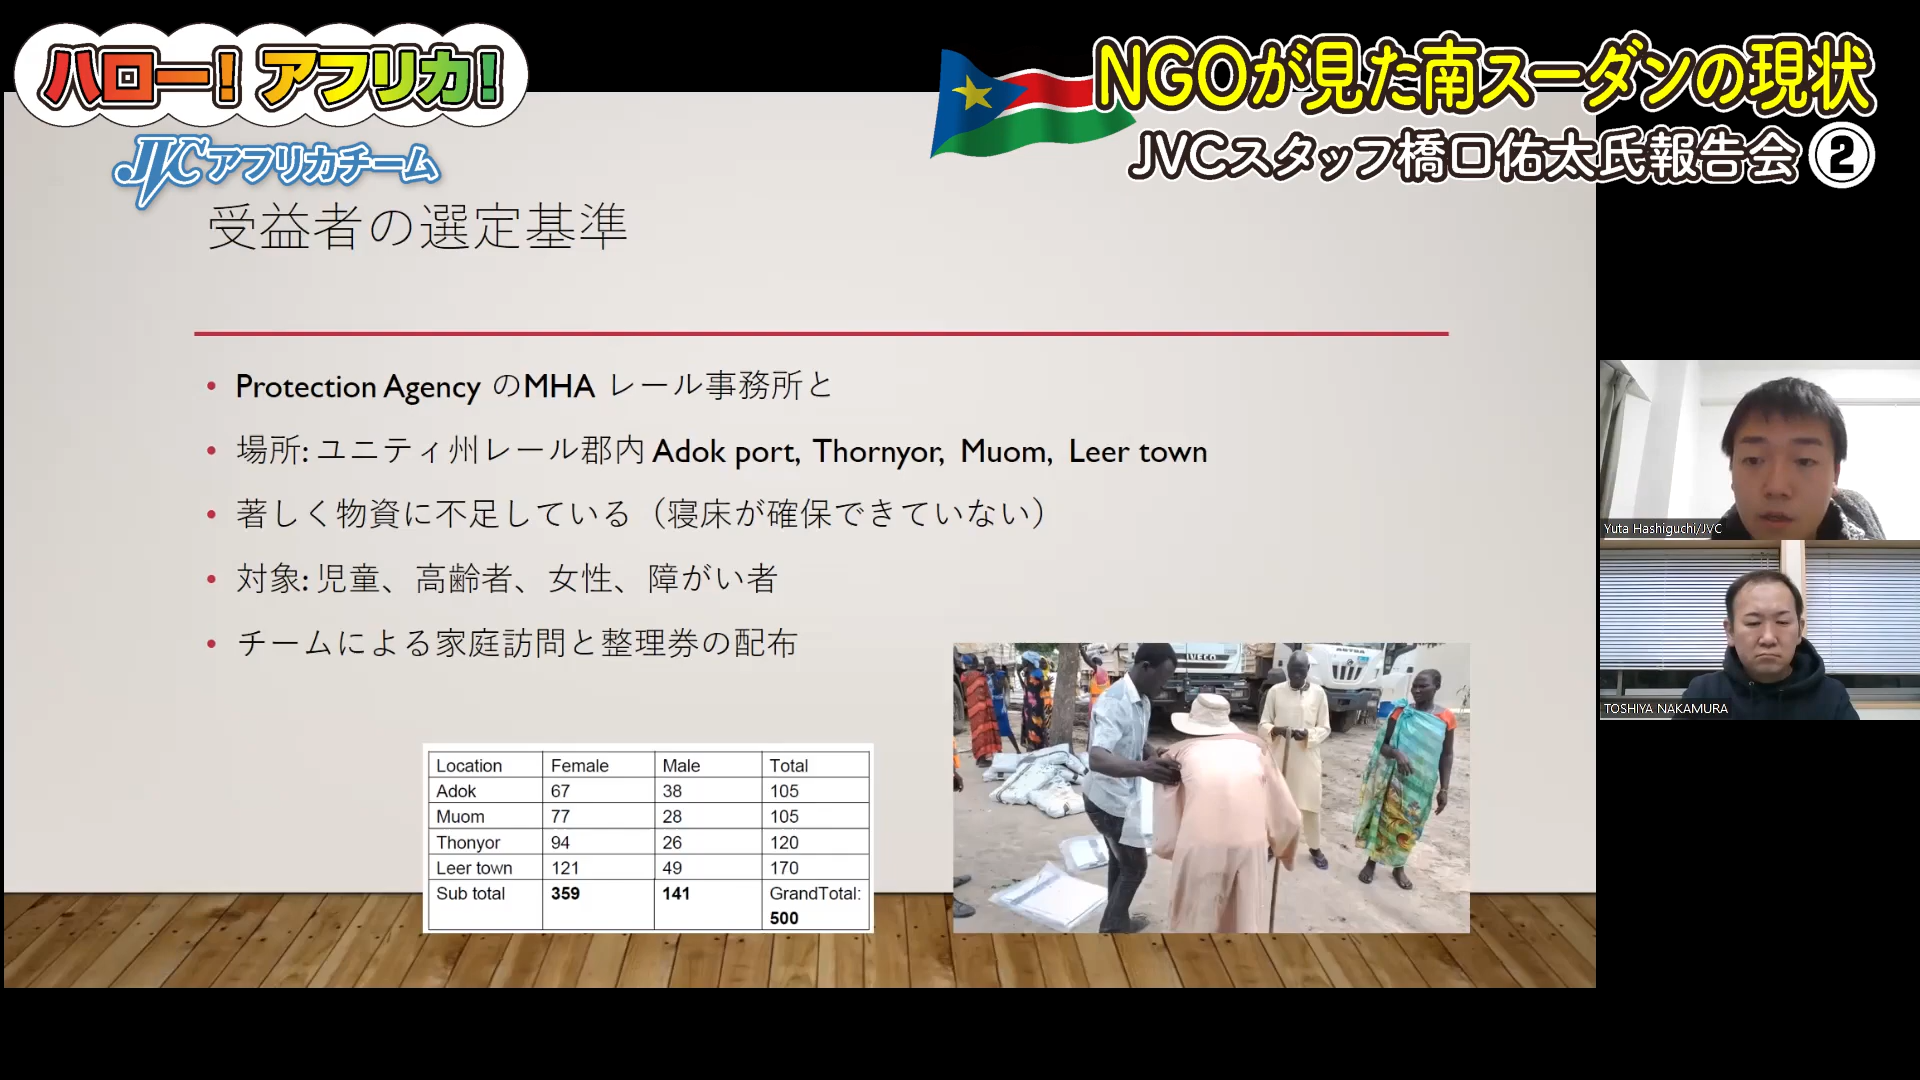 ハロー！アフリカ！
JVCアフリカチーム
NGOが見た南スーダンの現状
JVCスタッフ橋口佑太氏報告会②
受益者の選定基準
• Protection Agency のMHA レール事務所と
• 場所: ユニティ州レール郡内 Adok port, Thornyor, Muom, Leer town
• 著しく物資に不足している（寝床が確保できていない）
• 対象: 児童、高齢者、女性、障がい者
• チームによる家庭訪問と整理券の配布
Location Female Male Total
Adok 67 38 105
Muom 77 28 105
Thonyor 94 26 120
Leer town 121 49 170
Sub total 359 141 GrandTotal:
500
IVECO
ASTRA
Yuta Hashiguchi/JVC
TOSHIYA NAKAMURA